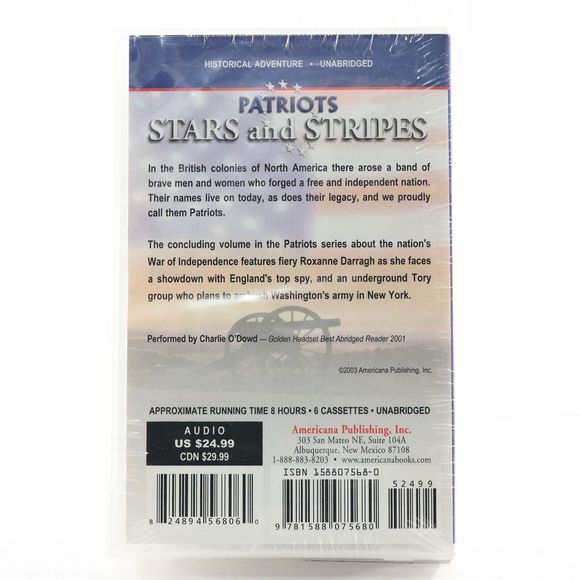 HISTORICAL ADVENTURE • UNABRIDGED
PATRIOTS
STARS and STRIPES
In the British colonies of North America there arose a band of
brave men and women who forged a free and independent nation.
Their names live on today, as does their legacy, and we proudly
call them Patriots.
The concluding volume in the Patriots series about the nation's
War of Independence features fiery Roxanne Darragh as she
faces a showdown with England's top spy, and an underground Tory
group who plans to ambush Washington's army in New York.
Performed by Charlie O'Dowd — Golden Headset Best Abridged Reader 2001
©2003 Americana Publishing, Inc.
APPROXIMATE RUNNING TIME 8 HOURS • 6 CASSETTES • UNABRIDGED
AUDIO
US $24.99
CDN $29.99
Americana Publishing, Inc.
303 San Mateo NE, Suite 104A
Albuquerque, New Mexico 87108
1-888-883-8203 • www.americanabooks.com
ISBN 158807568-0
52499
8 24894 56806 0
9 781588 075680